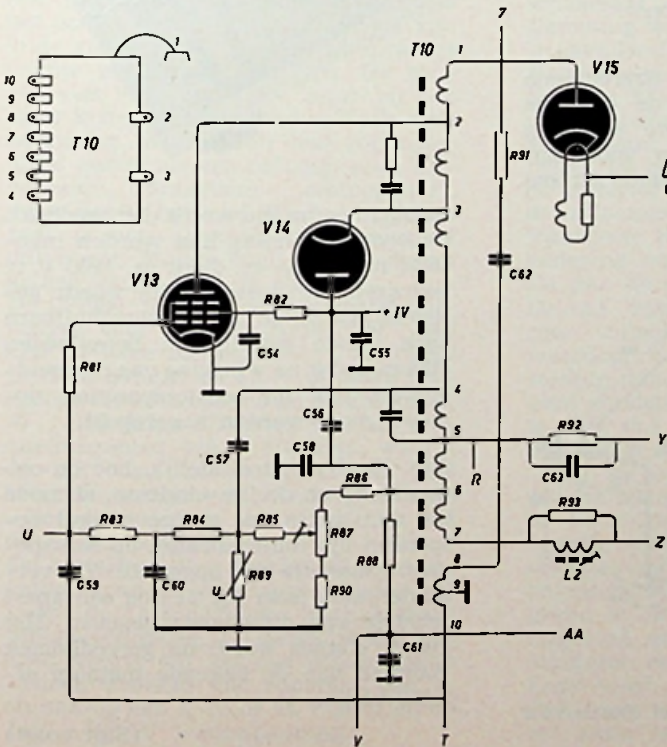 7
T10
1
1
V15
10
9
8
2
7
T10
2
R91
6
5
3
4
V14
3
V13
R82
C62
+IV
C54
C55
R81
4
C56
5
R92
Y
C57
C58
R86
6
R
C63
R93
U
R83
R84
R85
R87
7
Z
R88
8
L2
C59
C60
R89
U
R90
9
10
AA
C61
V
T